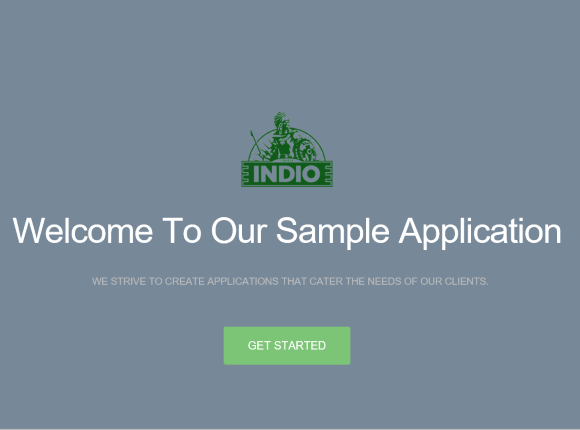 INDIO
Welcome To Our Sample Application
WE STRIVE TO CREATE APPLICATIONS THAT CATER THE NEEDS OF OUR CLIENTS.
GET STARTED